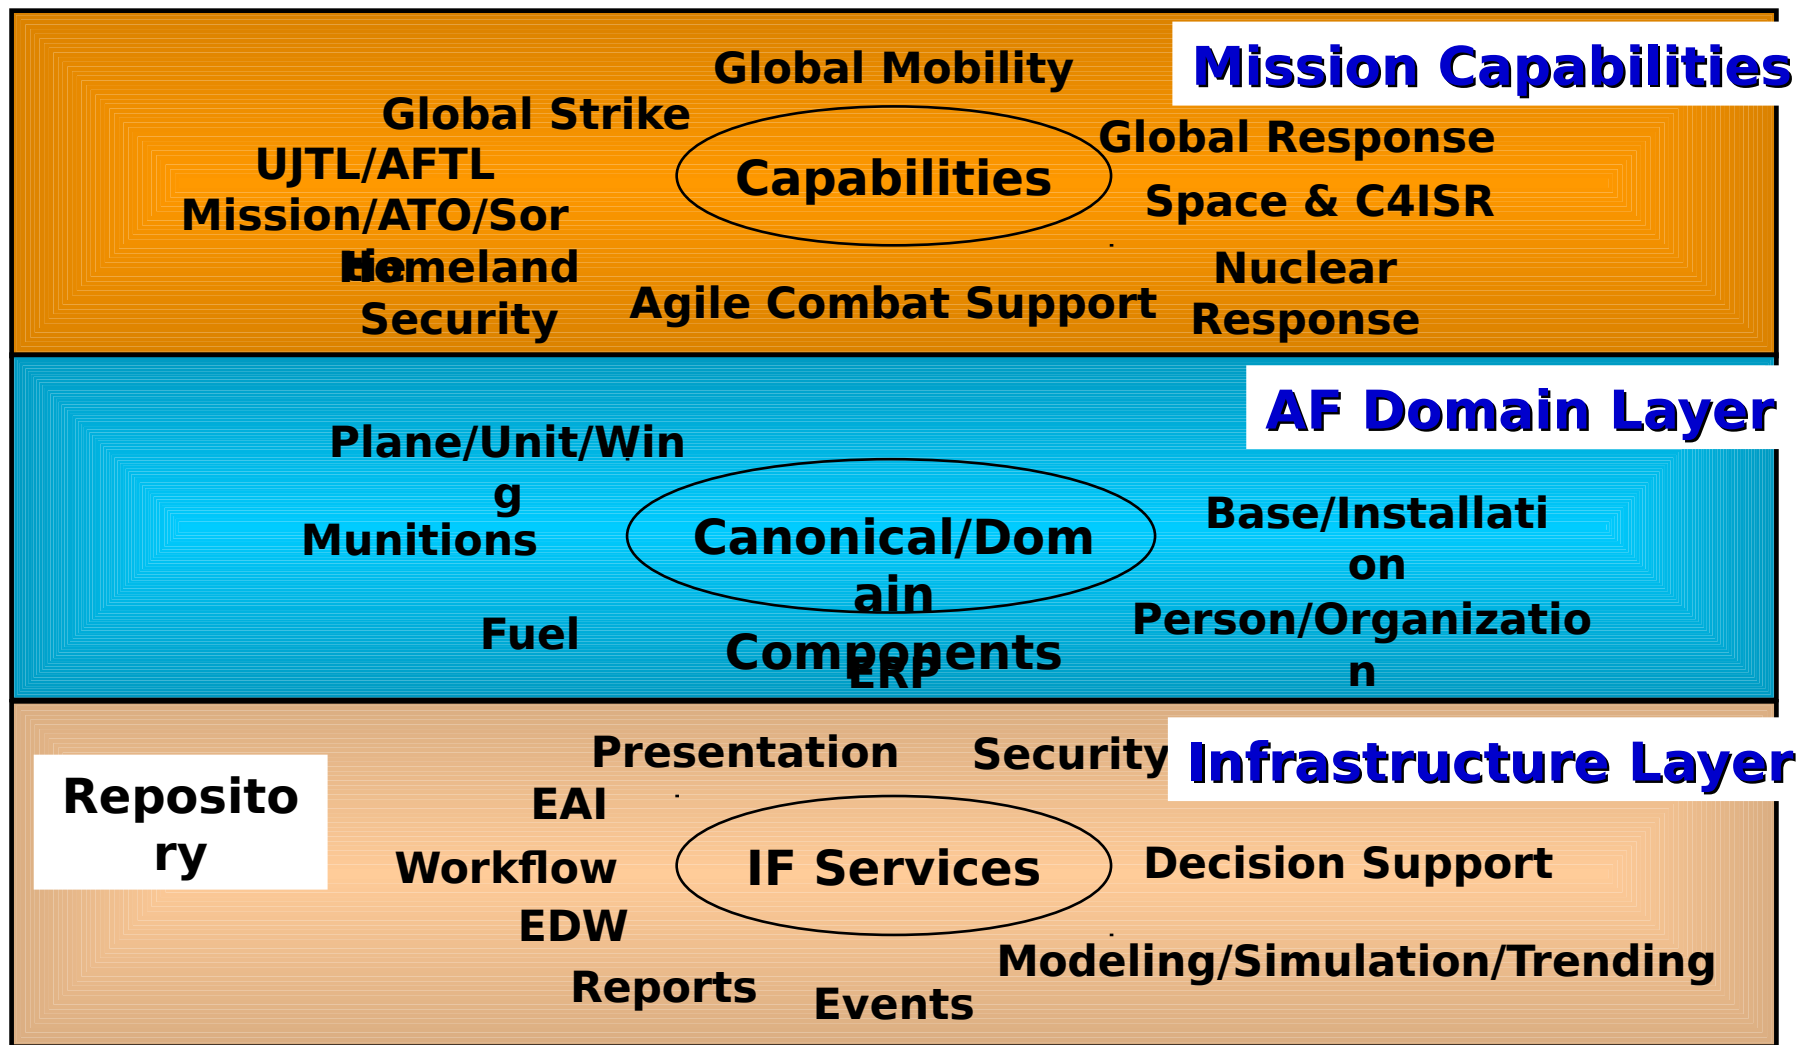 Mission Capabilities
Global Mobility
Global Strike
Global Response
UJTL/AFTL
Capabilities
Space & C4ISR
Mission/ATO/Sor
tie
Homeland
Security
Agile Combat Support
Nuclear
Response
AF Domain Layer
Plane/Unit/Win
g
Munitions
Canonical/Dom
ain
Components
Base/Installati
on
Fuel
Person/Organizatio
n
ERP
Infrastructure Layer
Presentation
Security
Reposito
ry
EAI
Workflow
IF Services
Decision Support
EDW
Modeling/Simulation/Trending
Reports
Events